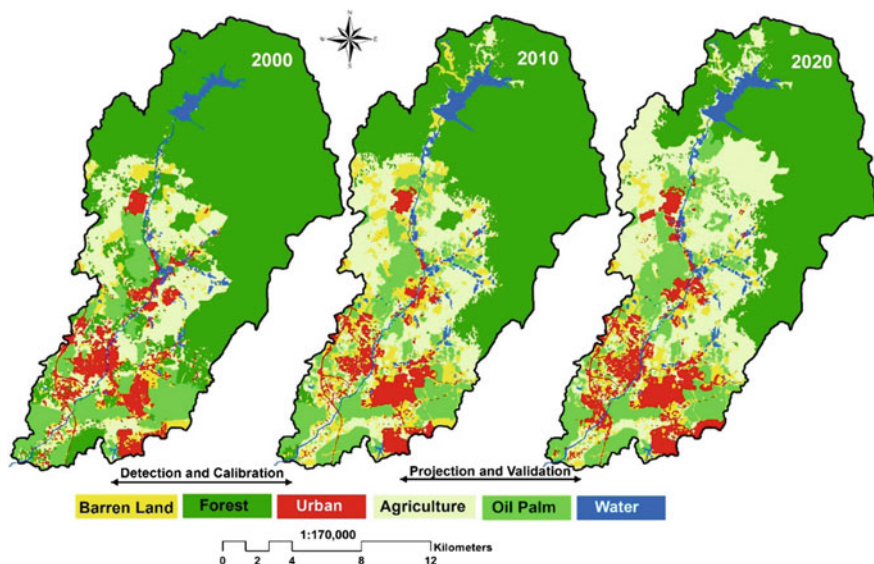 2000
N
W E
S
2010
2020
Detection and Calibration
Projection and Validation
Barren Land Forest Urban Agriculture Oil Palm Water
1:170,000
Kilometers
0 2 4 8 12